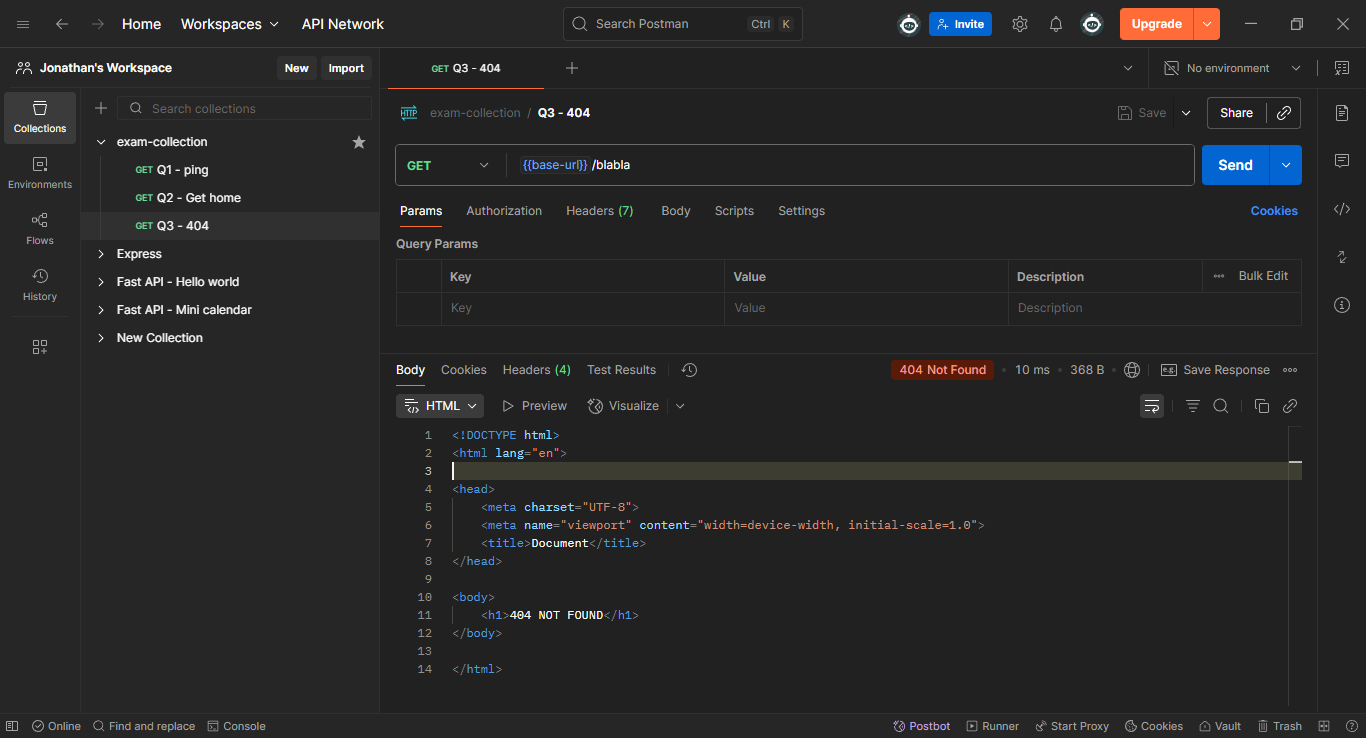 Home Workspaces API Network Search Postman Ctrl K Invite Upgrade
Jonathan's Workspace New Import GET Q3 - 404 No environment
Collections
Environments
Flows
History
Search collections
exam-collection
GET Q1 - ping
GET Q2 - Get home
GET Q3 - 404
Express
Fast API - Hello world
Fast API - Mini calendar
New Collection
HTTP exam-collection / Q3 - 404 Save Share
GET {{base-url}} /blabla Send
Params Authorization Headers (7) Body Scripts Settings Cookies
Query Params
Key Value Description Bulk Edit
Key Value Description
Body Cookies Headers (4) Test Results 404 Not Found 10 ms 368 B e.g. Save Response
HTML Preview Visualize
1 <!DOCTYPE html>
2 <html lang="en">
3
4 <head>
5 <meta charset="UTF-8">
6 <meta name="viewport" content="width=device-width, initial-scale=1.0">
7 <title>Document</title>
8 </head>
9
10 <body>
11 <h1>404 NOT FOUND</h1>
12 </body>
13
14 </html>
Online Find and replace Console Postbot Runner Start Proxy Cookies Vault Trash